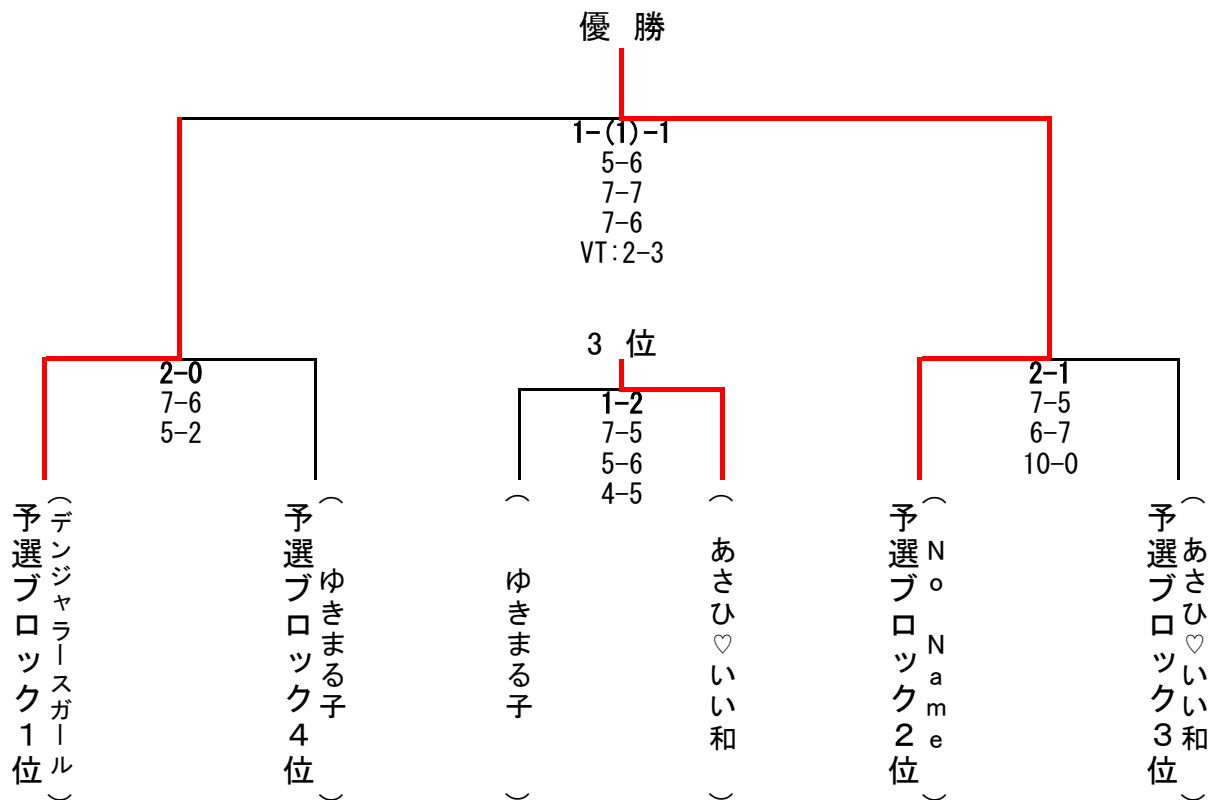 優 勝
1-(1)-1
5-6
7-7
7-6
VT:2-3
3 位
2-0
7-6
5-2
1-2
7-5
5-6
4-5
2-1
7-5
6-7
10-0
予選ブロック1位
(デンジャラースガール)
予選ブロック4位
(ゆきまる子)
(ゆきまる子)
(あさひ♡いい和)
予選ブロック2位
(No Name)
予選ブロック3位
(あさひ♡いい和)